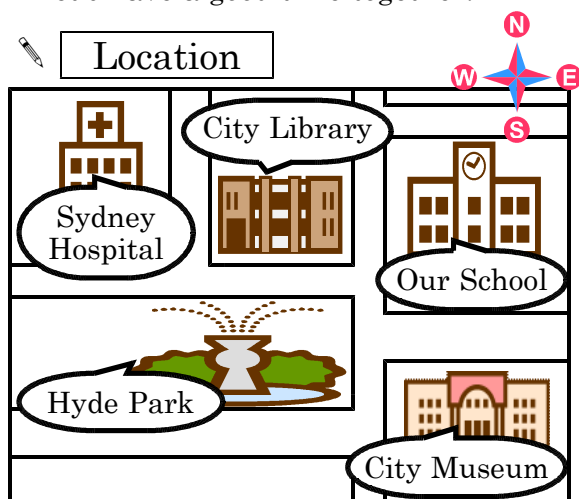 Location
N
W E
S
City Library
Sydney
Hospital
Our School
Hyde Park
City Museum